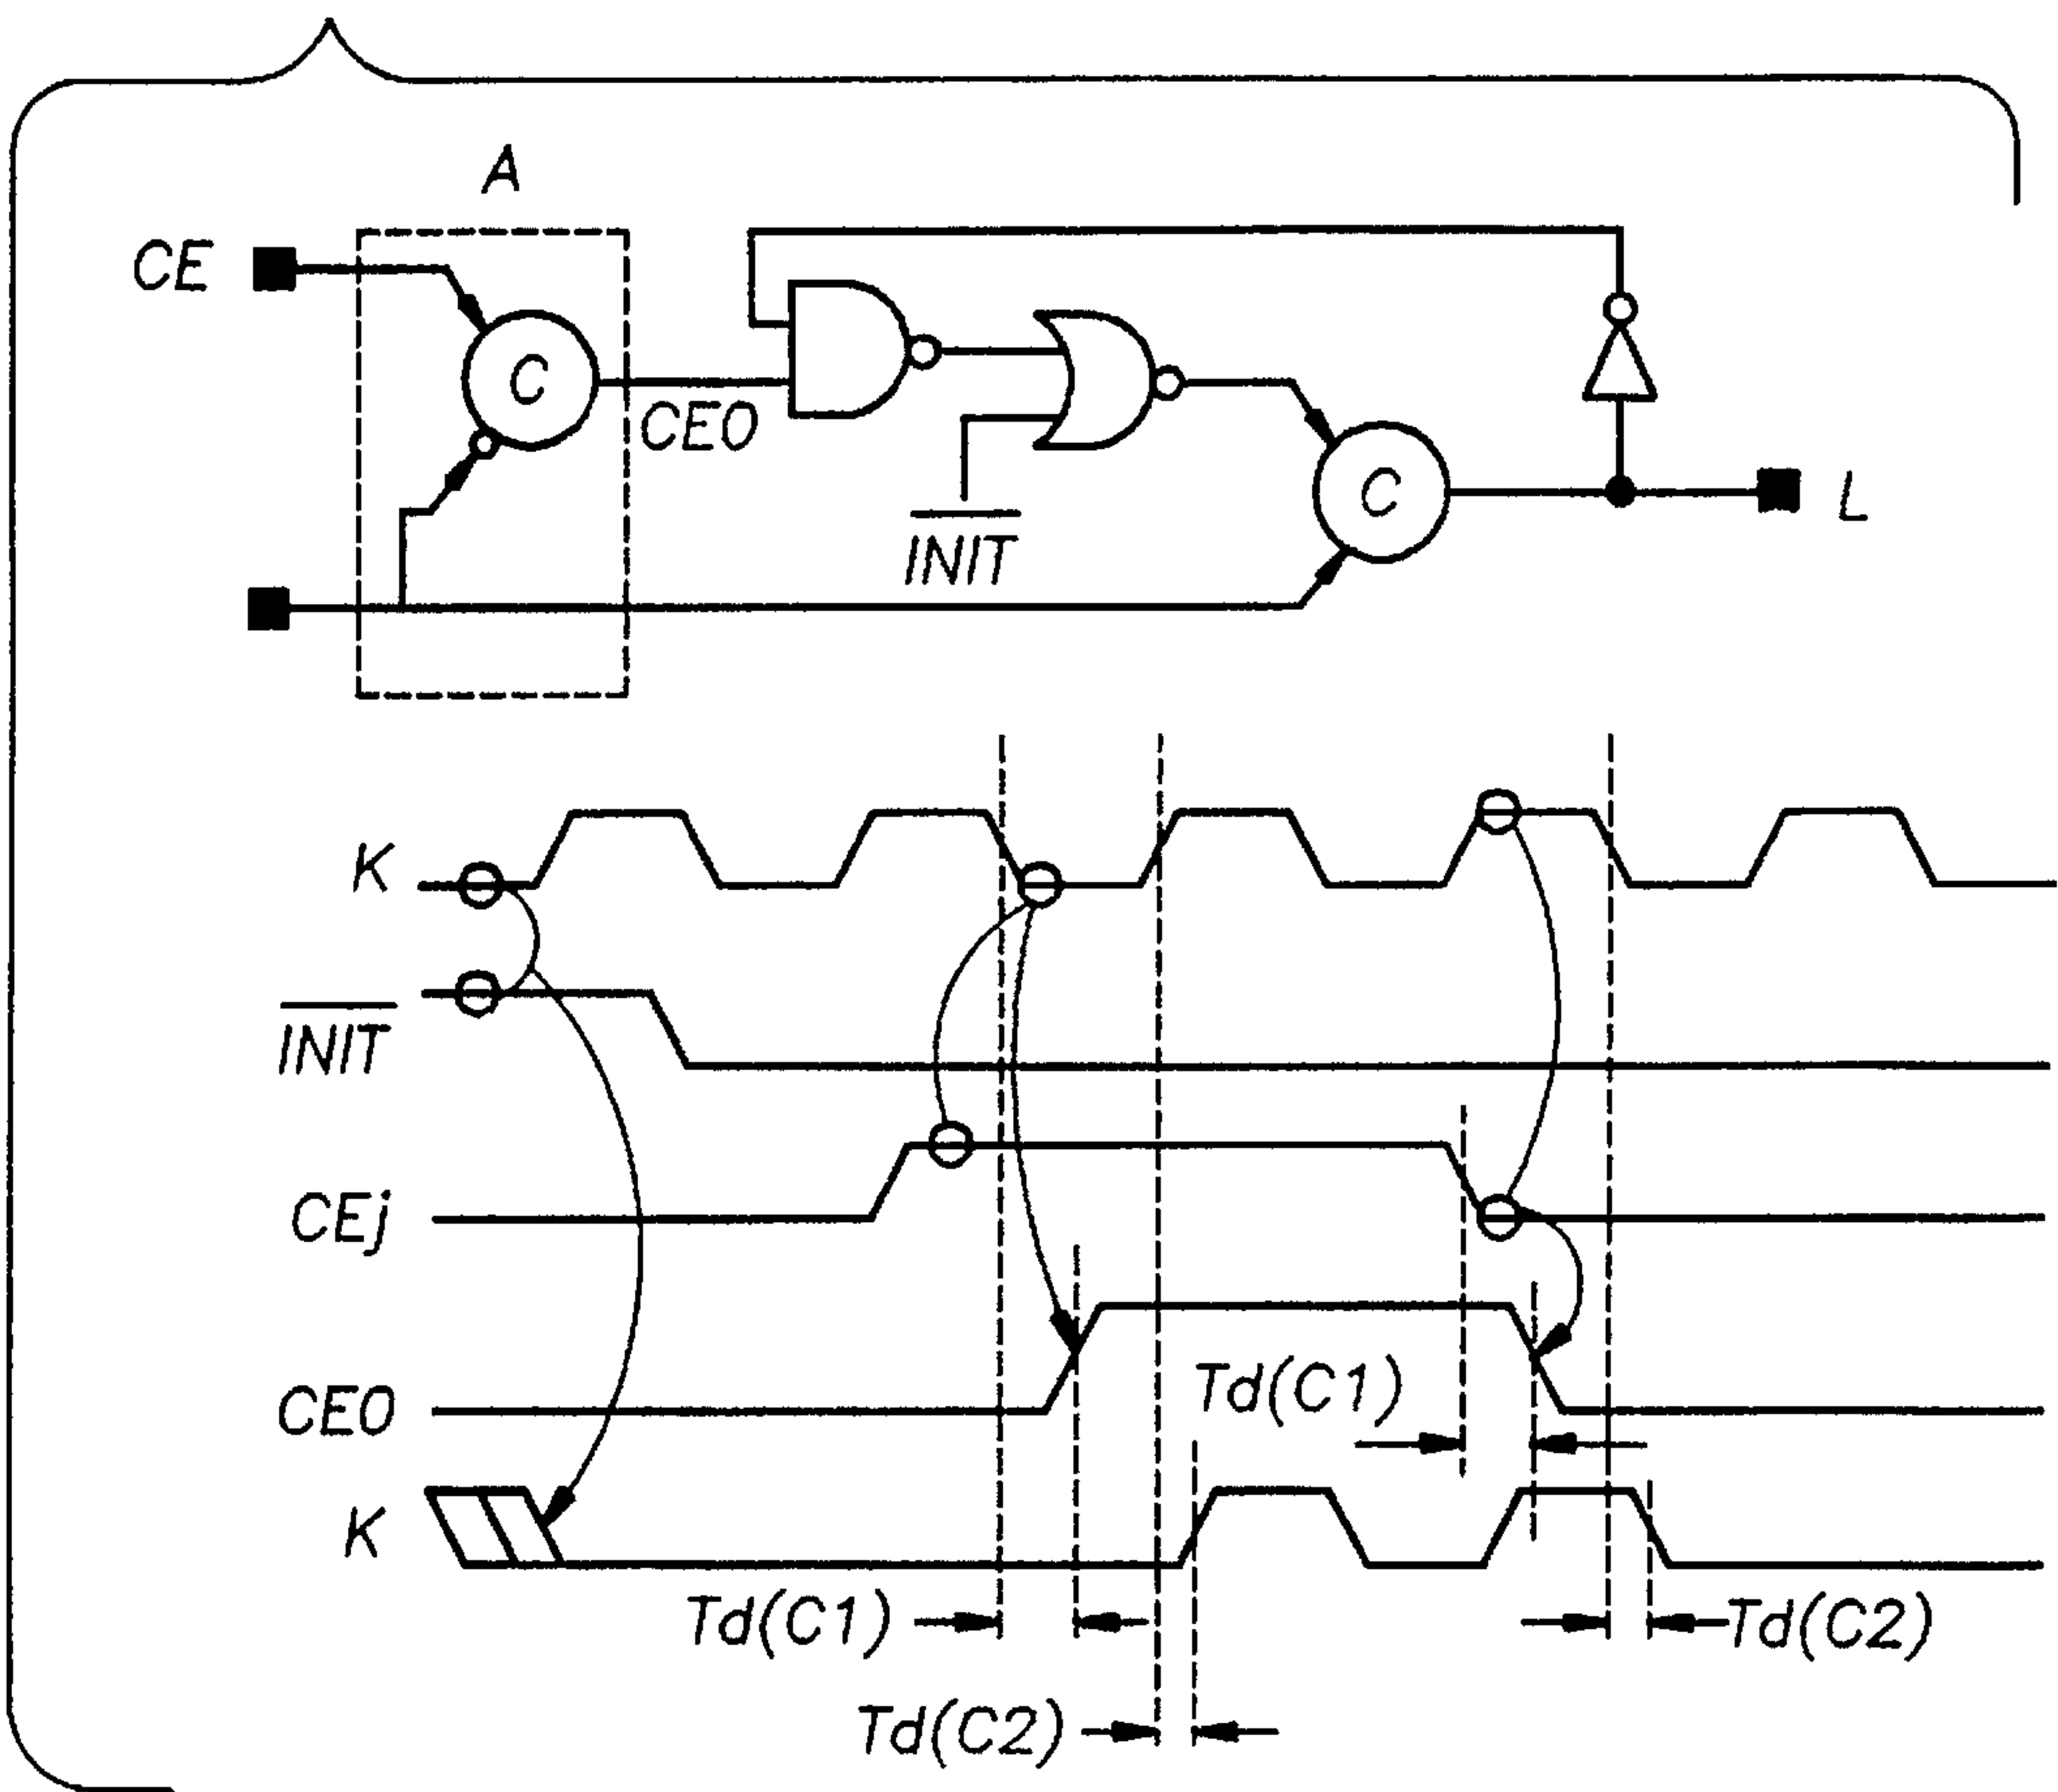 A
CE
C
CEO
INIT
C
L
K
INIT
CEj
CEO
Td(C1)
K
Td(C1)
Td(C2)
Td(C2)